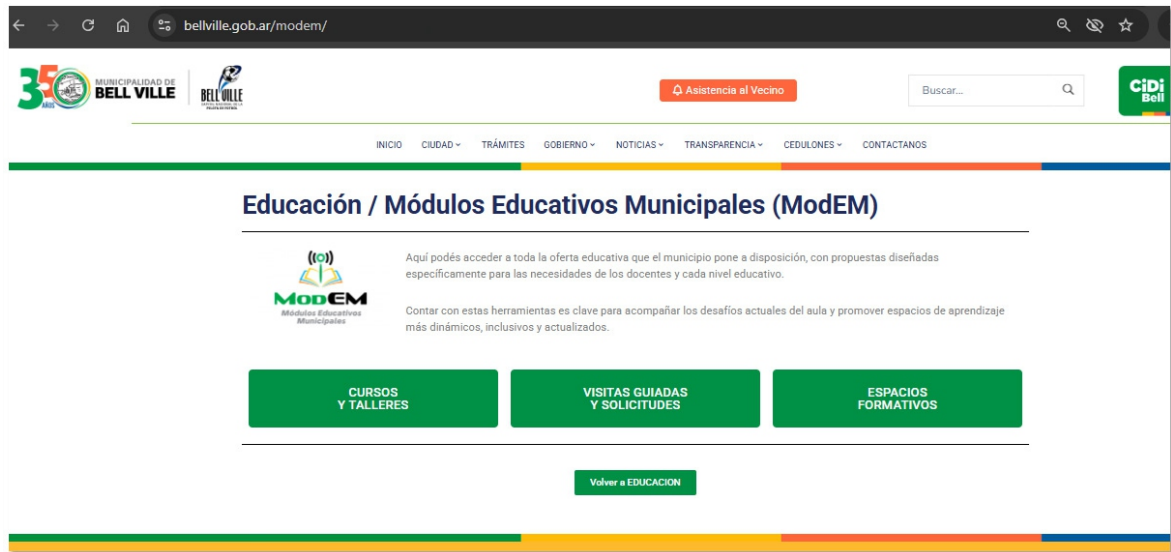 bellville.gob.ar/modem/
350 AÑOS
MUNICIPALIDAD DE
BELL VILLE
BELL VILLE
Asistencia al Vecino
Buscar...
CiDi
Bell
INICIO CIUDAD TRÁMITES GOBIERNO NOTICIAS TRANSPARENCIA CEDULONES CONTACTANOS
Educación / Módulos Educativos Municipales (ModEM)
Aquí podés acceder a toda la oferta educativa que el municipio pone a disposición, con propuestas diseñadas
específicamente para las necesidades de los docentes y cada nivel educativo.
MODEM
Módulos Educativos
Municipales
Contar con estas herramientas es clave para acompañar los desafíos actuales del aula y promover espacios de aprendizaje
más dinámicos, inclusivos y actualizados.
CURSOS
Y TALLERES
VISITAS GUIADAS
Y SOLICITUDES
ESPACIOS
FORMATIVOS
Volver a EDUCACION